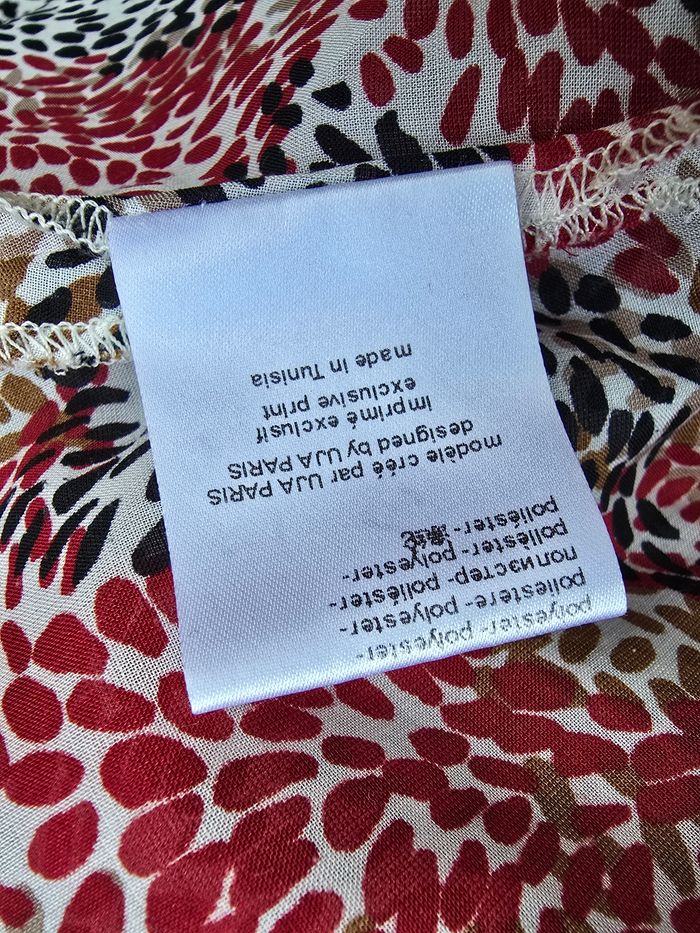 polyester- polyester-
poliestere- polyester-
полиэстер- poliéster-
poliéster- polyester-
poliéster-
modèle créé par UJA PARIS
designed by UJA PARIS
imprimé exclusif
exclusive print
made in Tunisia